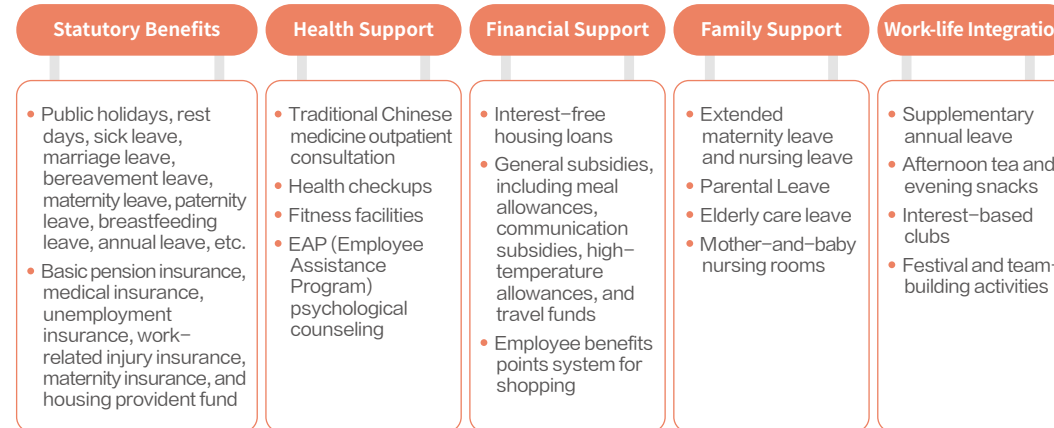 Statutory Benefits
Public holidays, rest
days, sick leave,
marriage leave,
bereavement leave,
maternity leave, paternity
leave, breastfeeding
leave, annual leave, etc.
Basic pension insurance,
medical insurance,
unemployment
insurance, work-
related injury insurance,
maternity insurance, and
housing provident fund
Health Support
Traditional Chinese
medicine outpatient
consultation
Health checkups
Fitness facilities
EAP (Employee
Assistance
Program)
psychological
counseling
Financial Support
Interest-free
housing loans
General subsidies,
including meal
allowances,
communication
subsidies, high-
temperature
allowances, and
travel funds
Employee benefits
points system for
shopping
Family Support
Extended
maternity leave
and nursing leave
Parental Leave
Elderly care leave
Mother-and-baby
nursing rooms
Work-life Integratio
Supplementary
annual leave
Afternoon tea and
evening snacks
Interest-based
clubs
Festival and team-
building activities